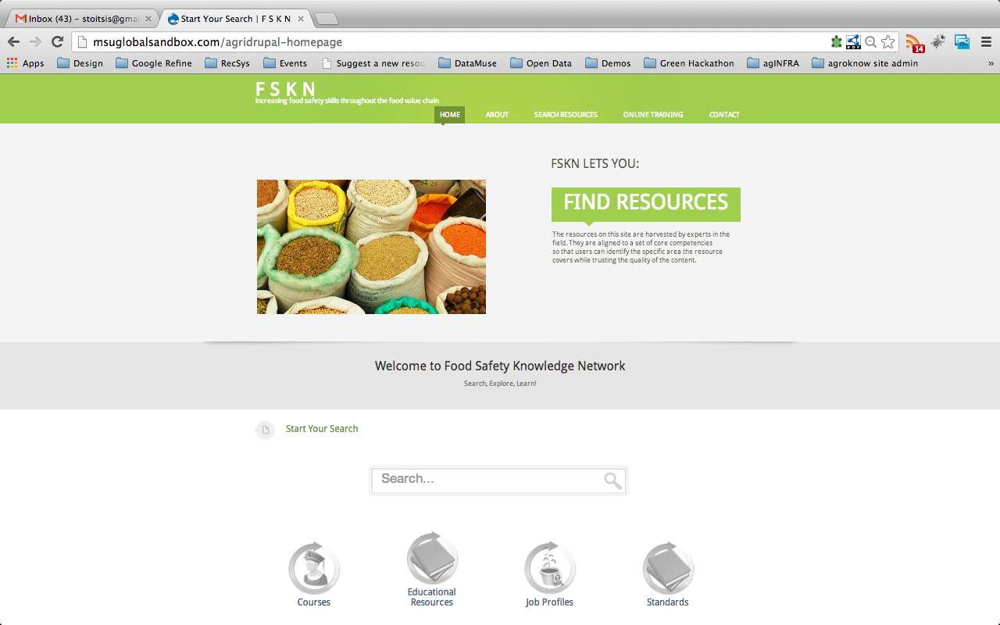 Inbox (43) - stoitsis@gmai
Start Your Search | F S K N
msuglobalsandbox.com/agridrupal-homepage
14
Apps Design Google Refine RecSys Events Suggest a new resou DataMuse Open Data Demos Green Hackathon agINFRA agroknow site admin »
F S K N
Increasing food safety skills throughout the food value chain
HOME ABOUT SEARCH RESOURCES ONLINE TRAINING CONTACT
FSKN LETS YOU:
FIND RESOURCES
The resources on this site are harvested by experts in the
field. They are aligned to a set of core competencies
so that users can identify the specific area the resource
covers while trusting the quality of the content.
Welcome to Food Safety Knowledge Network
Search, Explore, Learn!
Start Your Search
Search...
Courses
Educational
Resources
Job Profiles
Standards